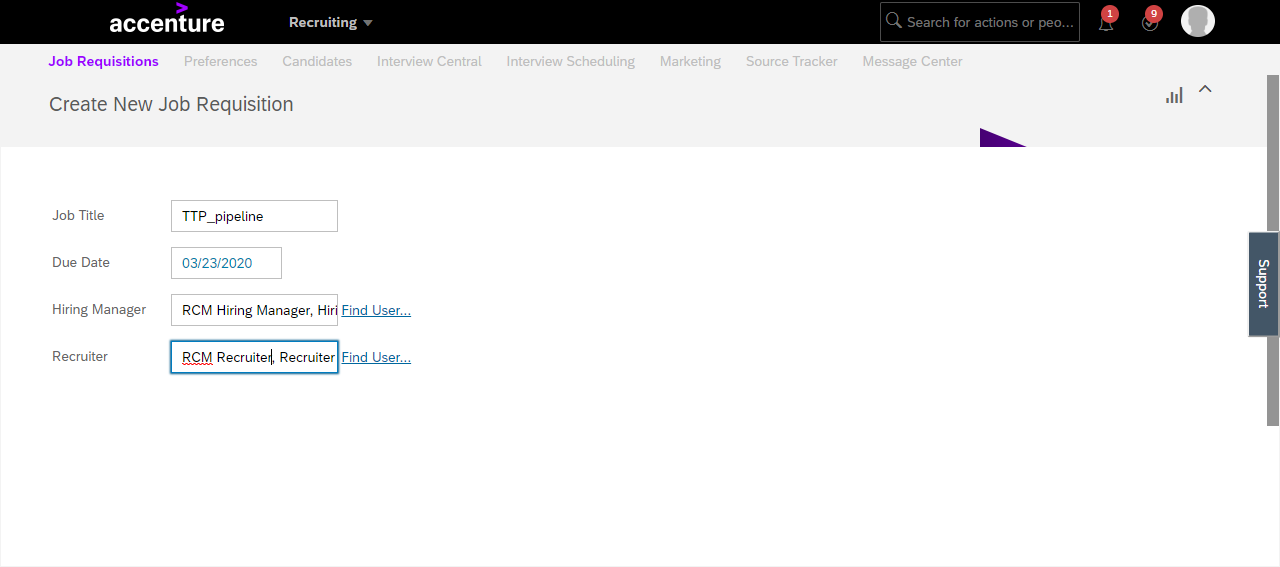 accenture
Recruiting
Search for actions or peo...
1
9
Job Requisitions Preferences Candidates Interview Central Interview Scheduling Marketing Source Tracker Message Center
Create New Job Requisition
Job Title TTP_pipeline
Due Date 03/23/2020
Hiring Manager RCM Hiring Manager, Hiri Find User...
Support
Recruiter RCM Recruiter, Recruiter Find User...